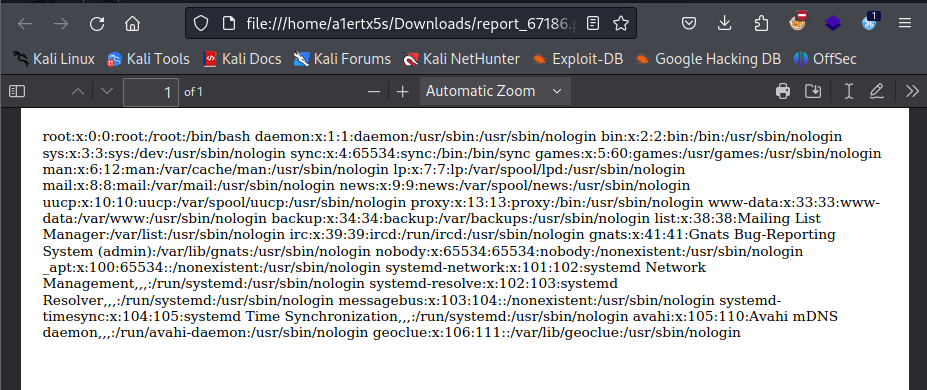 file:///home/a1ertx5s/Downloads/report_67186.p
1
Kali Linux Kali Tools Kali Docs Kali Forums Kali NetHunter Exploit-DB Google Hacking DB OffSec
1 of 1 Automatic Zoom
root:x:0:0:root:/root:/bin/bash daemon:x:1:1:daemon:/usr/sbin:/usr/sbin/nologin bin:x:2:2:bin:/bin:/usr/sbin/nologin
sys:x:3:3:sys:/dev:/usr/sbin/nologin sync:x:4:65534:sync:/bin:/bin/sync games:x:5:60:games:/usr/games:/usr/sbin/nologin
man:x:6:12:man:/var/cache/man:/usr/sbin/nologin lp:x:7:7:lp:/var/spool/lpd:/usr/sbin/nologin
mail:x:8:8:mail:/var/mail:/usr/sbin/nologin news:x:9:9:news:/var/spool/news:/usr/sbin/nologin
uucp:x:10:10:uucp:/var/spool/uucp:/usr/sbin/nologin proxy:x:13:13:proxy:/bin:/usr/sbin/nologin www-data:x:33:33:www-
data:/var/www:/usr/sbin/nologin backup:x:34:34:backup:/var/backups:/usr/sbin/nologin list:x:38:38:Mailing List
Manager:/var/list:/usr/sbin/nologin irc:x:39:39:ircd:/run/ircd:/usr/sbin/nologin gnats:x:41:41:Gnats Bug-Reporting
System (admin):/var/lib/gnats:/usr/sbin/nologin nobody:x:65534:65534:nobody:/nonexistent:/usr/sbin/nologin
_apt:x:100:65534::/nonexistent:/usr/sbin/nologin systemd-network:x:101:102:systemd Network
Management,,,:/run/systemd:/usr/sbin/nologin systemd-resolve:x:102:103:systemd
Resolver,,,:/run/systemd:/usr/sbin/nologin messagebus:x:103:104::/nonexistent:/usr/sbin/nologin systemd-
timesync:x:104:105:systemd Time Synchronization,,,:/run/systemd:/usr/sbin/nologin avahi:x:105:110:Avahi mDNS
daemon,,,:/run/avahi-daemon:/usr/sbin/nologin geoclue:x:106:111::/var/lib/geoclue:/usr/sbin/nologin